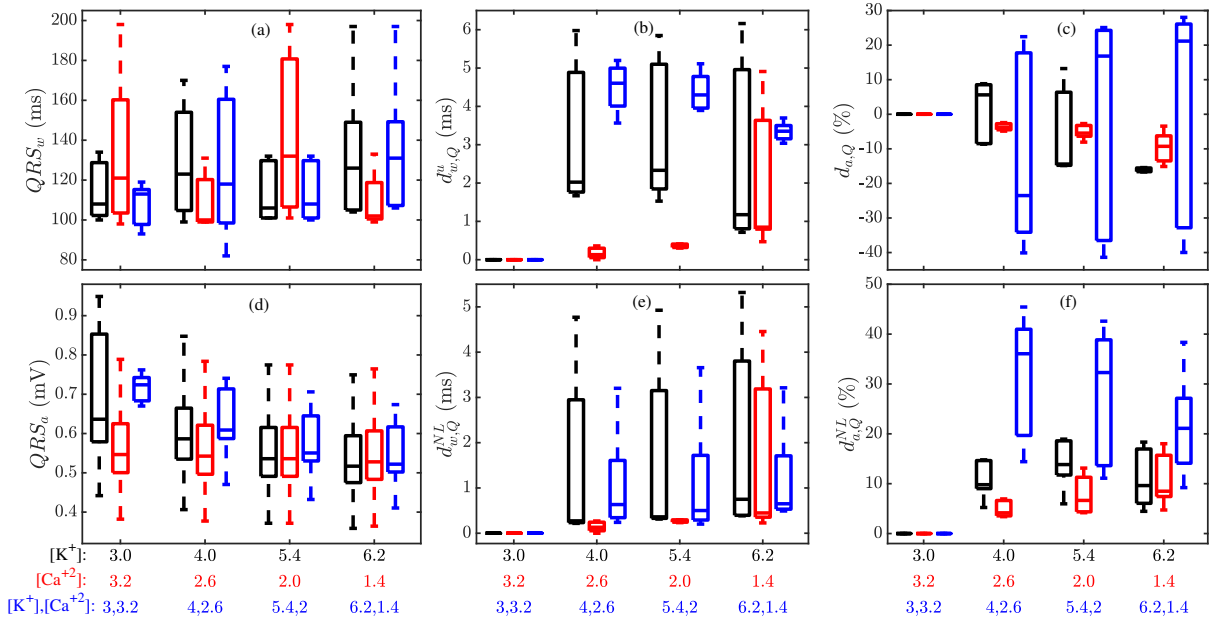 (a)
QRS_w (ms)
200
180
160
140
120
100
80
(b)
d^u_{w,Q} (ms)
6
5
4
3
2
1
0
(c)
d_{a,Q} (%)
30
20
10
0
-10
-20
-30
-40
(d)
QRS_a (mV)
0.9
0.8
0.7
0.6
0.5
0.4
(e)
d^{NL}_{w,Q} (ms)
5
4
3
2
1
0
(f)
d^{NL}_{a,Q} (%)
50
40
30
20
10
0
[K⁺]: 3.0 4.0 5.4 6.2 3.0 4.0 5.4 6.2 3.0 4.0 5.4 6.2
[Ca⁺²]: 3.2 2.6 2.0 1.4 3.2 2.6 2.0 1.4 3.2 2.6 2.0 1.4
[K⁺],[Ca⁺²]: 3,3.2 4,2.6 5.4,2 6.2,1.4 3,3.2 4,2.6 5.4,2 6.2,1.4 3,3.2 4,2.6 5.4,2 6.2,1.4